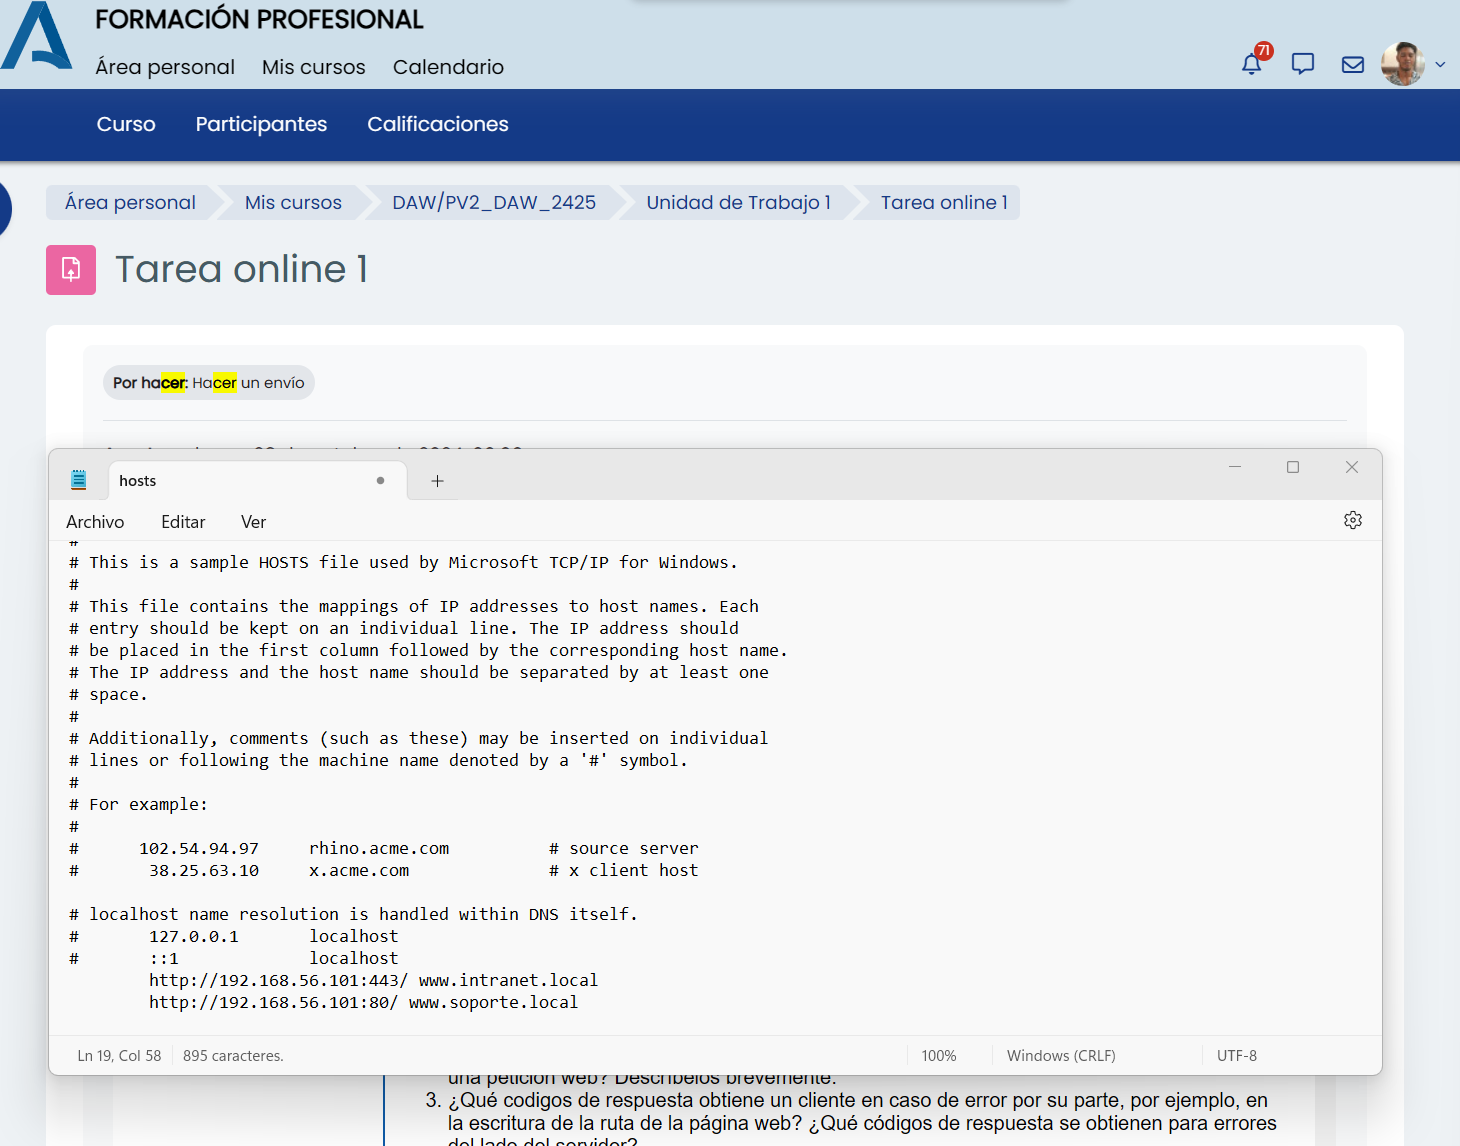 FORMACIÓN PROFESIONAL
Área personal Mis cursos Calendario
71
Curso Participantes Calificaciones
Área personal Mis cursos DAW/PV2_DAW_2425 Unidad de Trabajo 1 Tarea online 1
Tarea online 1
Por hacer: Hacer un envío
hosts
Archivo Editar Ver
#
# This is a sample HOSTS file used by Microsoft TCP/IP for Windows.
#
# This file contains the mappings of IP addresses to host names. Each
# entry should be kept on an individual line. The IP address should
# be placed in the first column followed by the corresponding host name.
# The IP address and the host name should be separated by at least one
# space.
#
# Additionally, comments (such as these) may be inserted on individual
# lines or following the machine name denoted by a '#' symbol.
#
# For example:
#
# 102.54.94.97 rhino.acme.com # source server
# 38.25.63.10 x.acme.com # x client host
# localhost name resolution is handled within DNS itself.
# 127.0.0.1 localhost
# ::1 localhost
http://192.168.56.101:443/ www.intranet.local
http://192.168.56.101:80/ www.soporte.local
Ln 19, Col 58 895 caracteres. 100% Windows (CRLF) UTF-8
una petición web? Descríbelos brevemente.
3. ¿Qué codigos de respuesta obtiene un cliente en caso de error por su parte, por ejemplo, en
la escritura de la ruta de la página web? ¿Qué códigos de respuesta se obtienen para errores
del lado del servidor?